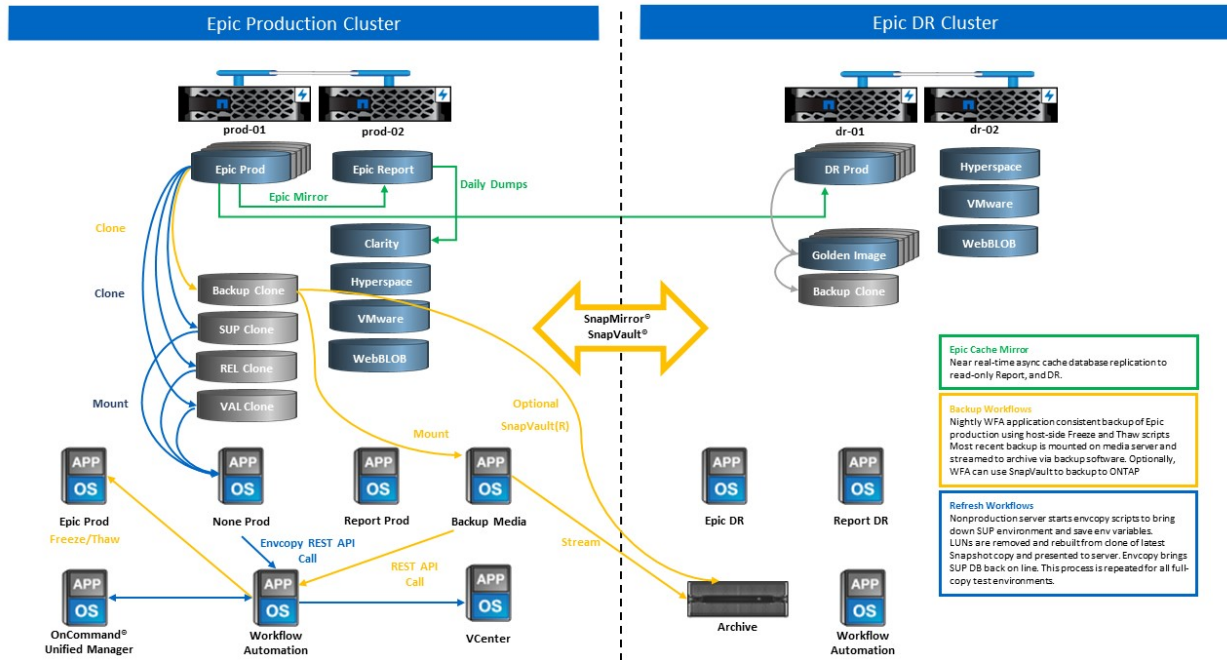 Epic Production Cluster
Epic DR Cluster
prod-01
prod-02
dr-01
dr-02
Epic Prod
Epic Report
Daily Dumps
Epic Mirror
DR Prod
Hyperspace
VMware
WebBLOB
Clone
Clarity
Golden Image
Backup Clone
Clone
Backup Clone
Hyperspace
SUP Clone
VMware
REL Clone
WebBLOB
VAL Clone
Mount
SnapMirror®
SnapVault®
Optional
SnapVault(R)
Mount
Epic Cache Mirror
Near real-time async cache database replication to
read-only Report, and DR.
Backup Workflows
Nightly WFA application consistent backup of Epic
production using host-side Freeze and Thaw scripts
Most recent backup is mounted on media server and
streamed to archive via backup software. Optionally,
WFA can use SnapVault to backup to ONTAP
Refresh Workflows
Nonproduction server starts envcopy scripts to bring
down SUP environment and save env variables.
LUNs are removed and rebuilt from clone of latest
Snapshot copy and presented to server. Envcopy brings
SUP DB back on line. This process is repeated for all full-
copy test environments.
APP
OS
Epic Prod
Freeze/Thaw
APP
OS
None Prod
APP
OS
Report Prod
APP
OS
Backup Media
APP
OS
Epic DR
APP
OS
Report DR
Envcopy REST API
Call
REST API
Call
Stream
APP
OS
OnCommand®
Unified Manager
APP
OS
Workflow
Automation
APP
OS
VCenter
Archive
APP
OS
Workflow
Automation